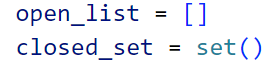 open_list = []
closed_set = set()